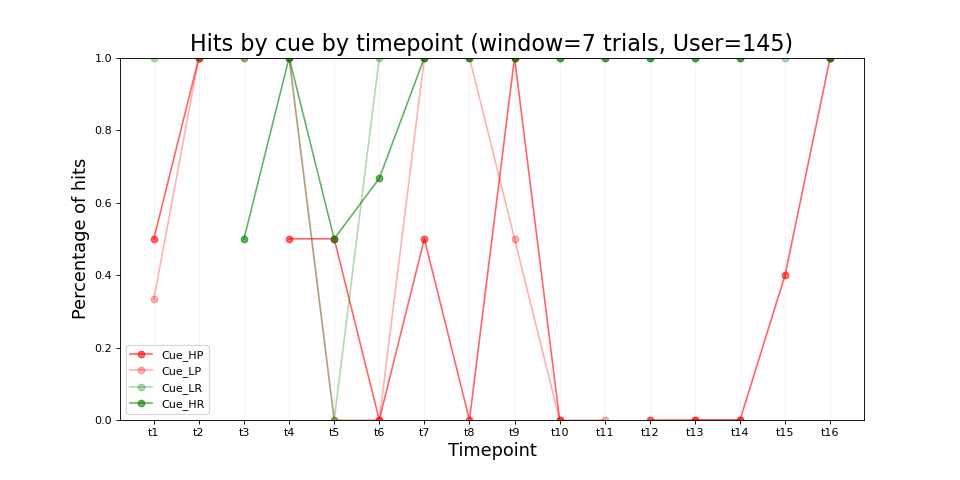 Hits by cue by timepoint (window=7 trials, User=145)
Percentage of hits
1.0
0.8
0.6
0.4
0.2
0.0
Cue_HP
Cue_LP
Cue_LR
Cue_HR
t1 t2 t3 t4 t5 t6 t7 t8 t9 t10 t11 t12 t13 t14 t15 t16
Timepoint